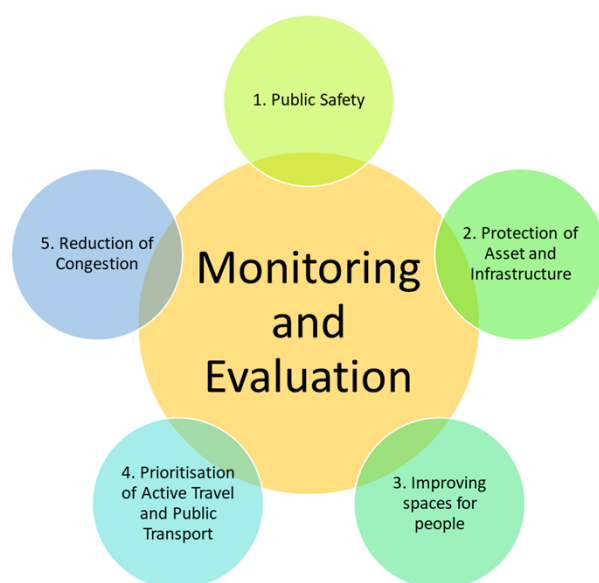 1. Public Safety
2. Protection of
Asset and
Infrastructure
3. Improving
spaces for
people
4. Prioritisation
of Active Travel
and Public
Transport
5. Reduction of
Congestion
Monitoring
and
Evaluation